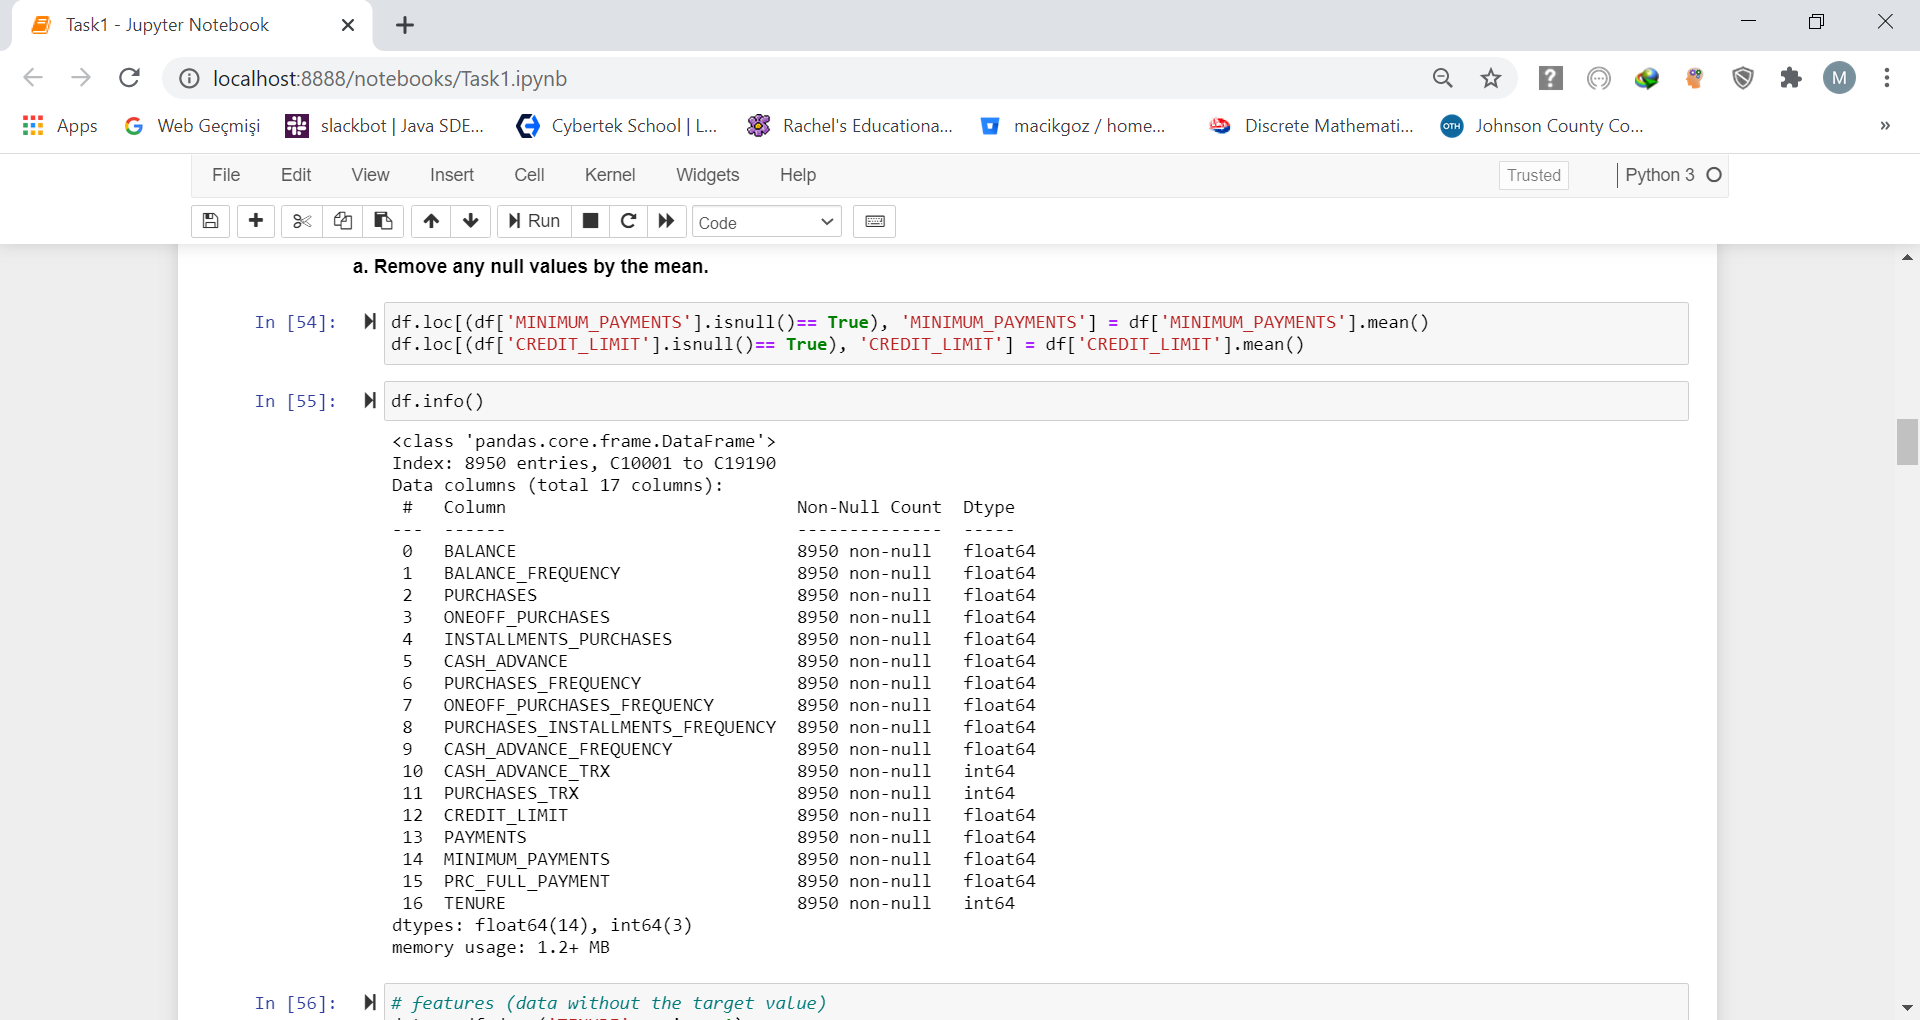 Task1 - Jupyter Notebook
localhost:8888/notebooks/Task1.ipynb
M
Apps
Web Geçmişi
slackbot | Java SDE...
Cybertek School | L...
Rachel's Educationa...
macikgoz / home...
Discrete Mathemati...
OTH
Johnson County Co...
»
File Edit View Insert Cell Kernel Widgets Help
Trusted
Python 3
Run
Code
a. Remove any null values by the mean.
In [54]:
df.loc[(df['MINIMUM_PAYMENTS'].isnull()== True), 'MINIMUM_PAYMENTS'] = df['MINIMUM_PAYMENTS'].mean()
df.loc[(df['CREDIT_LIMIT'].isnull()== True), 'CREDIT_LIMIT'] = df['CREDIT_LIMIT'].mean()
In [55]:
df.info()
<class 'pandas.core.frame.DataFrame'>
Index: 8950 entries, C10001 to C19190
Data columns (total 17 columns):
# Column Non-Null Count Dtype
--- ------ -------------- -----
0 BALANCE 8950 non-null float64
1 BALANCE_FREQUENCY 8950 non-null float64
2 PURCHASES 8950 non-null float64
3 ONEOFF_PURCHASES 8950 non-null float64
4 INSTALLMENTS_PURCHASES 8950 non-null float64
5 CASH_ADVANCE 8950 non-null float64
6 PURCHASES_FREQUENCY 8950 non-null float64
7 ONEOFF_PURCHASES_FREQUENCY 8950 non-null float64
8 PURCHASES_INSTALLMENTS_FREQUENCY 8950 non-null float64
9 CASH_ADVANCE_FREQUENCY 8950 non-null float64
10 CASH_ADVANCE_TRX 8950 non-null int64
11 PURCHASES_TRX 8950 non-null int64
12 CREDIT_LIMIT 8950 non-null float64
13 PAYMENTS 8950 non-null float64
14 MINIMUM_PAYMENTS 8950 non-null float64
15 PRC_FULL_PAYMENT 8950 non-null float64
16 TENURE 8950 non-null int64
dtypes: float64(14), int64(3)
memory usage: 1.2+ MB
In [56]:
# features (data without the target value)